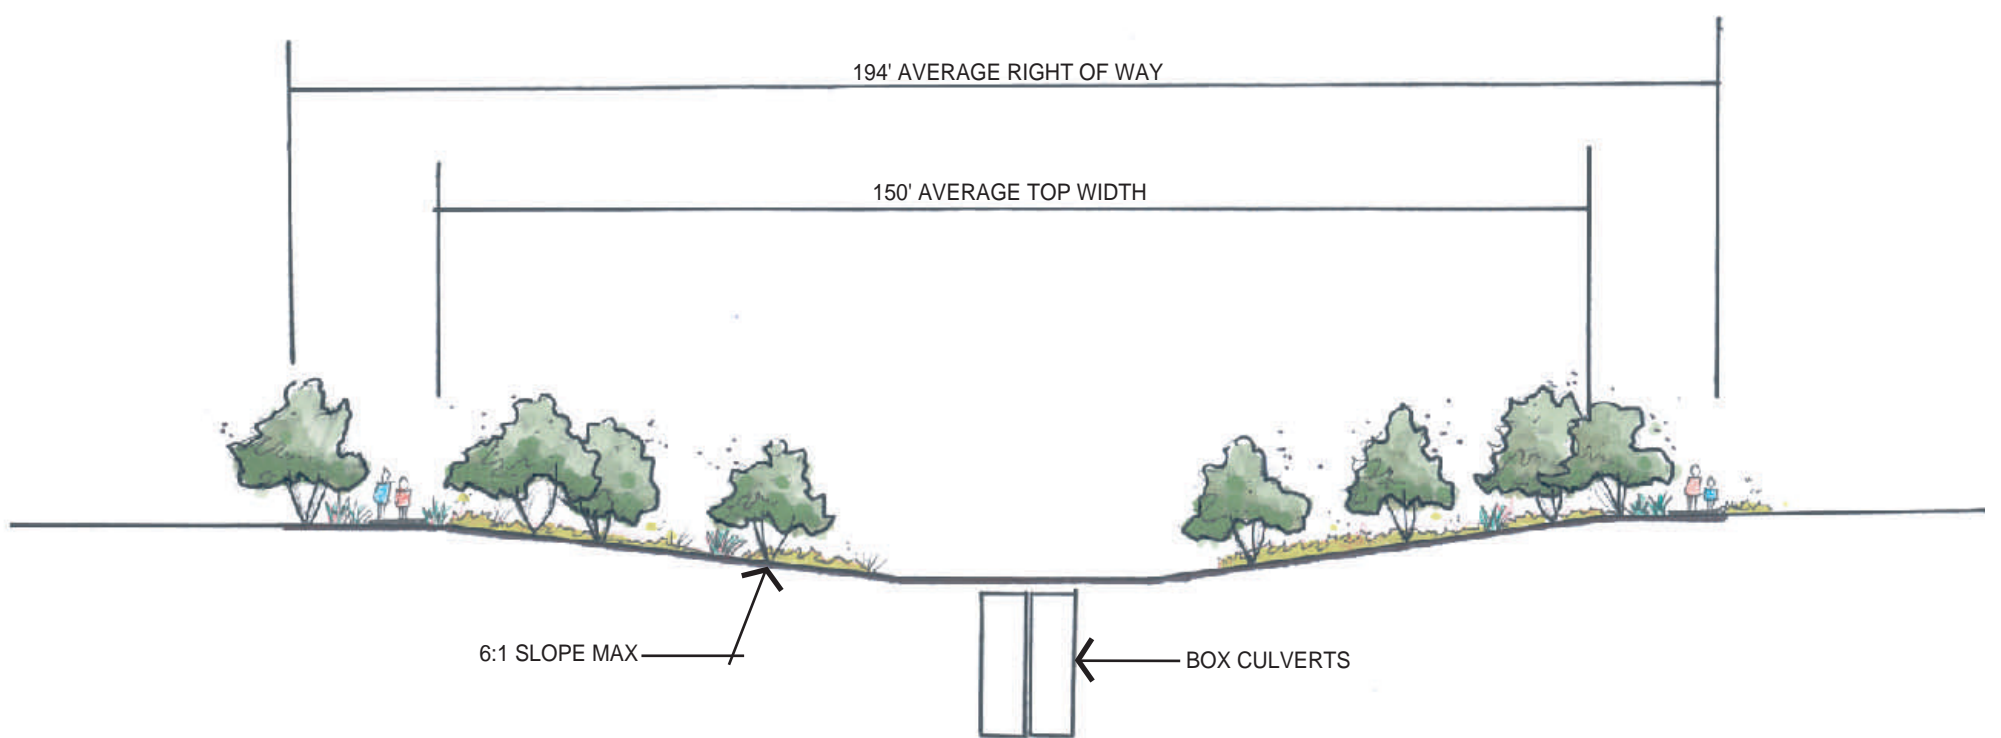 194' AVERAGE RIGHT OF WAY
150' AVERAGE TOP WIDTH
6:1 SLOPE MAX
BOX CULVERTS